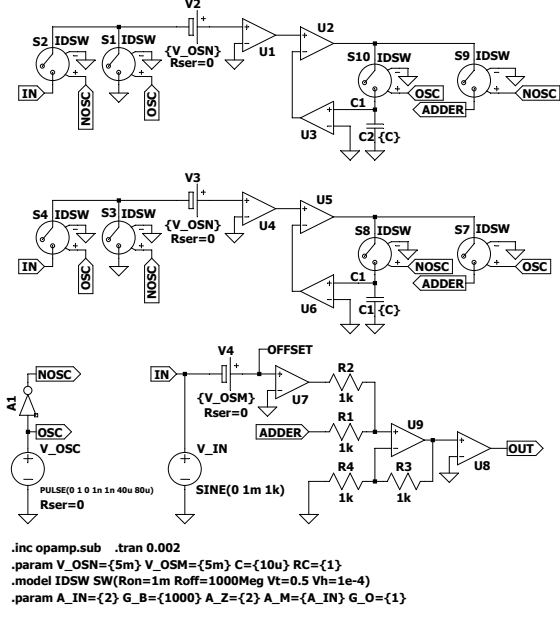 V2
S2 IDSW S1 IDSW
{V_OSN}
Rser=0
U1
U2
S10 IDSW S9 IDSW
IN
NOSC
OSC
OSC
NOSC
ADDER
C1
U3
C2 {C}
V3
S4 IDSW S3 IDSW
{V_OSN}
Rser=0
U4
U5
S8 IDSW S7 IDSW
IN
OSC
NOSC
NOSC
OSC
ADDER
C1
U6
C1 {C}
NOSC
A1
OSC
V_OSC
PULSE(0 1 0 1n 1n 40u 80u)
Rser=0
IN
V4
OFFSET
{V_OSM}
Rser=0
U7
R2
1k
ADDER
R1
1k
U9
V_IN
SINE(0 1m 1k)
R4
1k
R3
1k
U8
OUT
.inc opamp.sub .tran 0.002
.param V_OSN={5m} V_OSM={5m} C={10u} RC={1}
.model IDSW SW(Ron=1m Roff=1000Meg Vt=0.5 Vh=1e-4)
.param A_IN={2} G_B={1000} A_Z={2} A_M={A_IN} G_O={1}